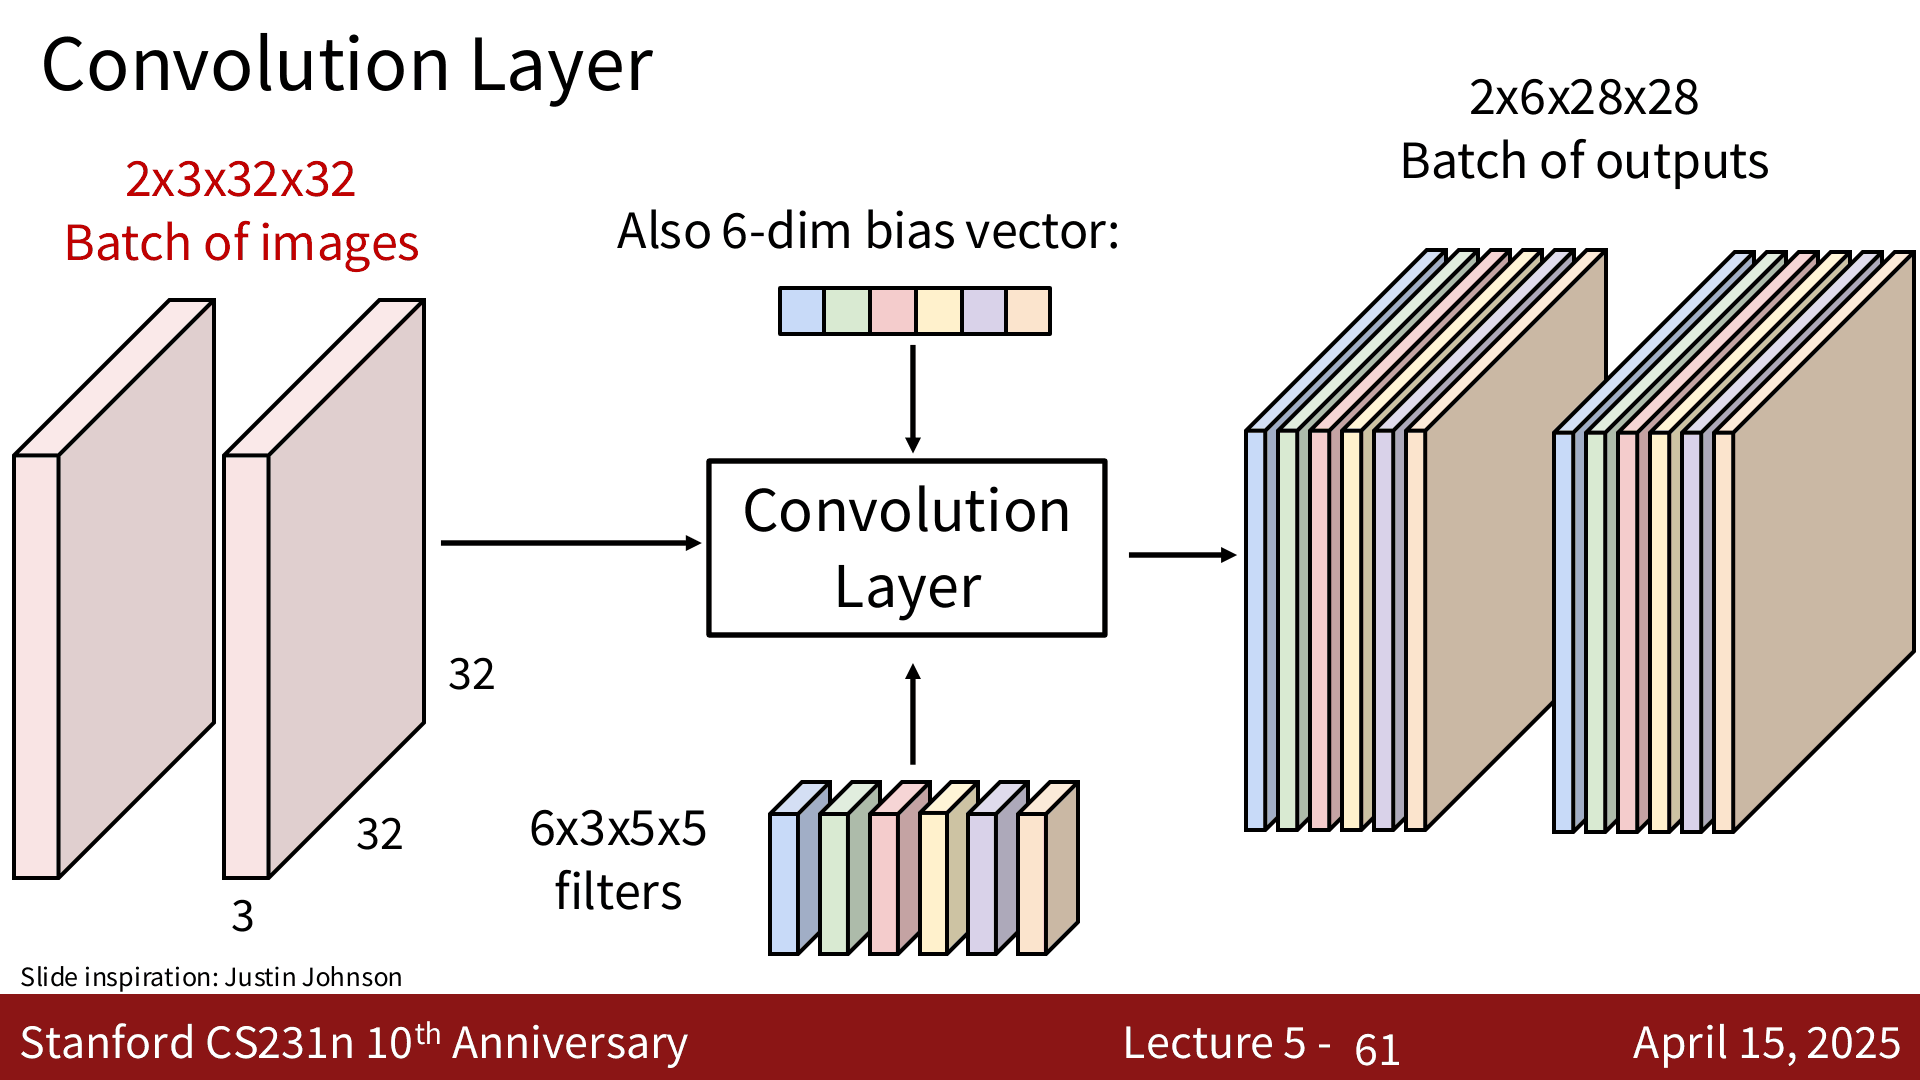 Convolution Layer
2x3x32x32
Batch of images
Also 6-dim bias vector:
2x6x28x28
Batch of outputs
Convolution
Layer
32
32
3
6x3x5x5
filters
Slide inspiration: Justin Johnson
Stanford CS231n 10th Anniversary
Lecture 5 - 61
April 15, 2025